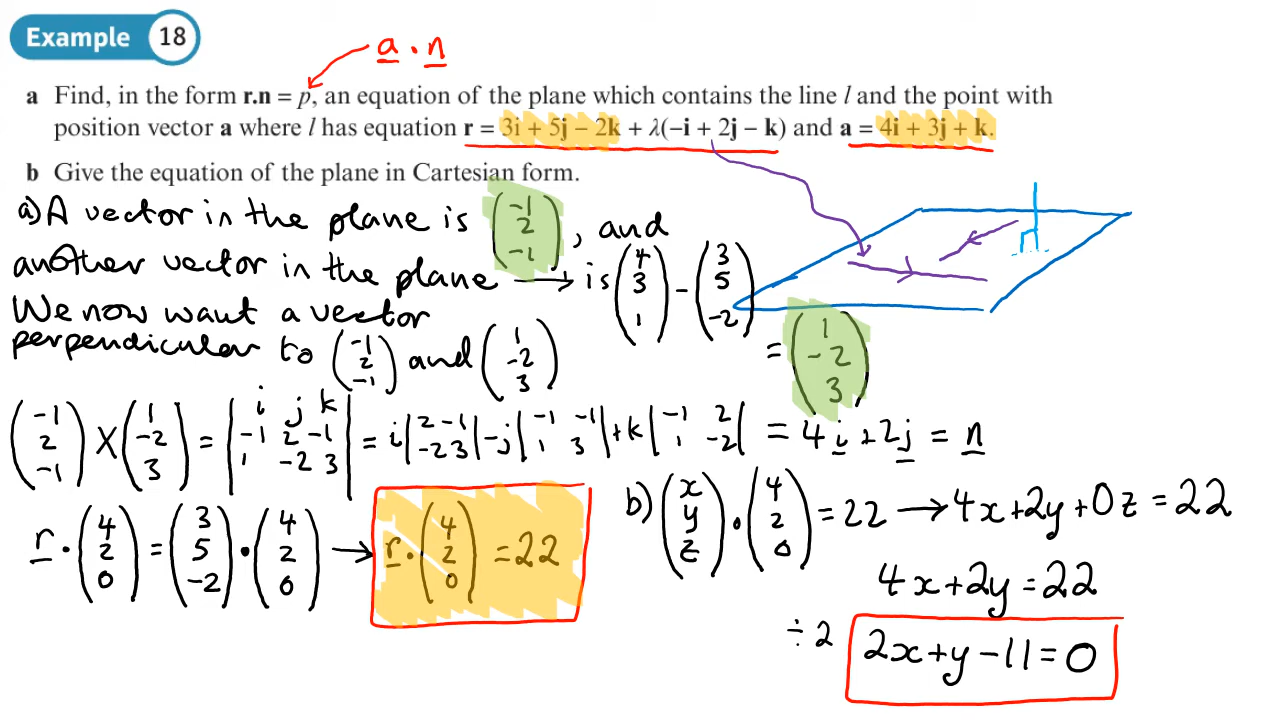 Example 18
a · n
a Find, in the form r.n = p, an equation of the plane which contains the line l and the point with
position vector a where l has equation r = 3i + 5j − 2k + λ(−i + 2j − k) and a = 4i + 3j + k.
b Give the equation of the plane in Cartesian form.
a) A vector in the plane is (-1 2 -1), and
another vector in the plane → is (4 3 1) − (3 5 -2)
= (1 -2 3)
We now want a vector
perpendicular to (-1 2 -1) and (1 -2 3)
(-1 2 -1) × (1 -2 3) = |i j k -1 2 -1 1 -2 3| = i|2 -1 -2 3| − j|-1 -1 1 3| + k|-1 2 1 -2| = 4i + 2j = n
r · (4 2 0) = (3 5 -2) · (4 2 0) → r · (4 2 0) = 22
b) (x y z) · (4 2 0) = 22 → 4x + 2y + 0z = 22
4x + 2y = 22
÷ 2 2x + y − 11 = 0